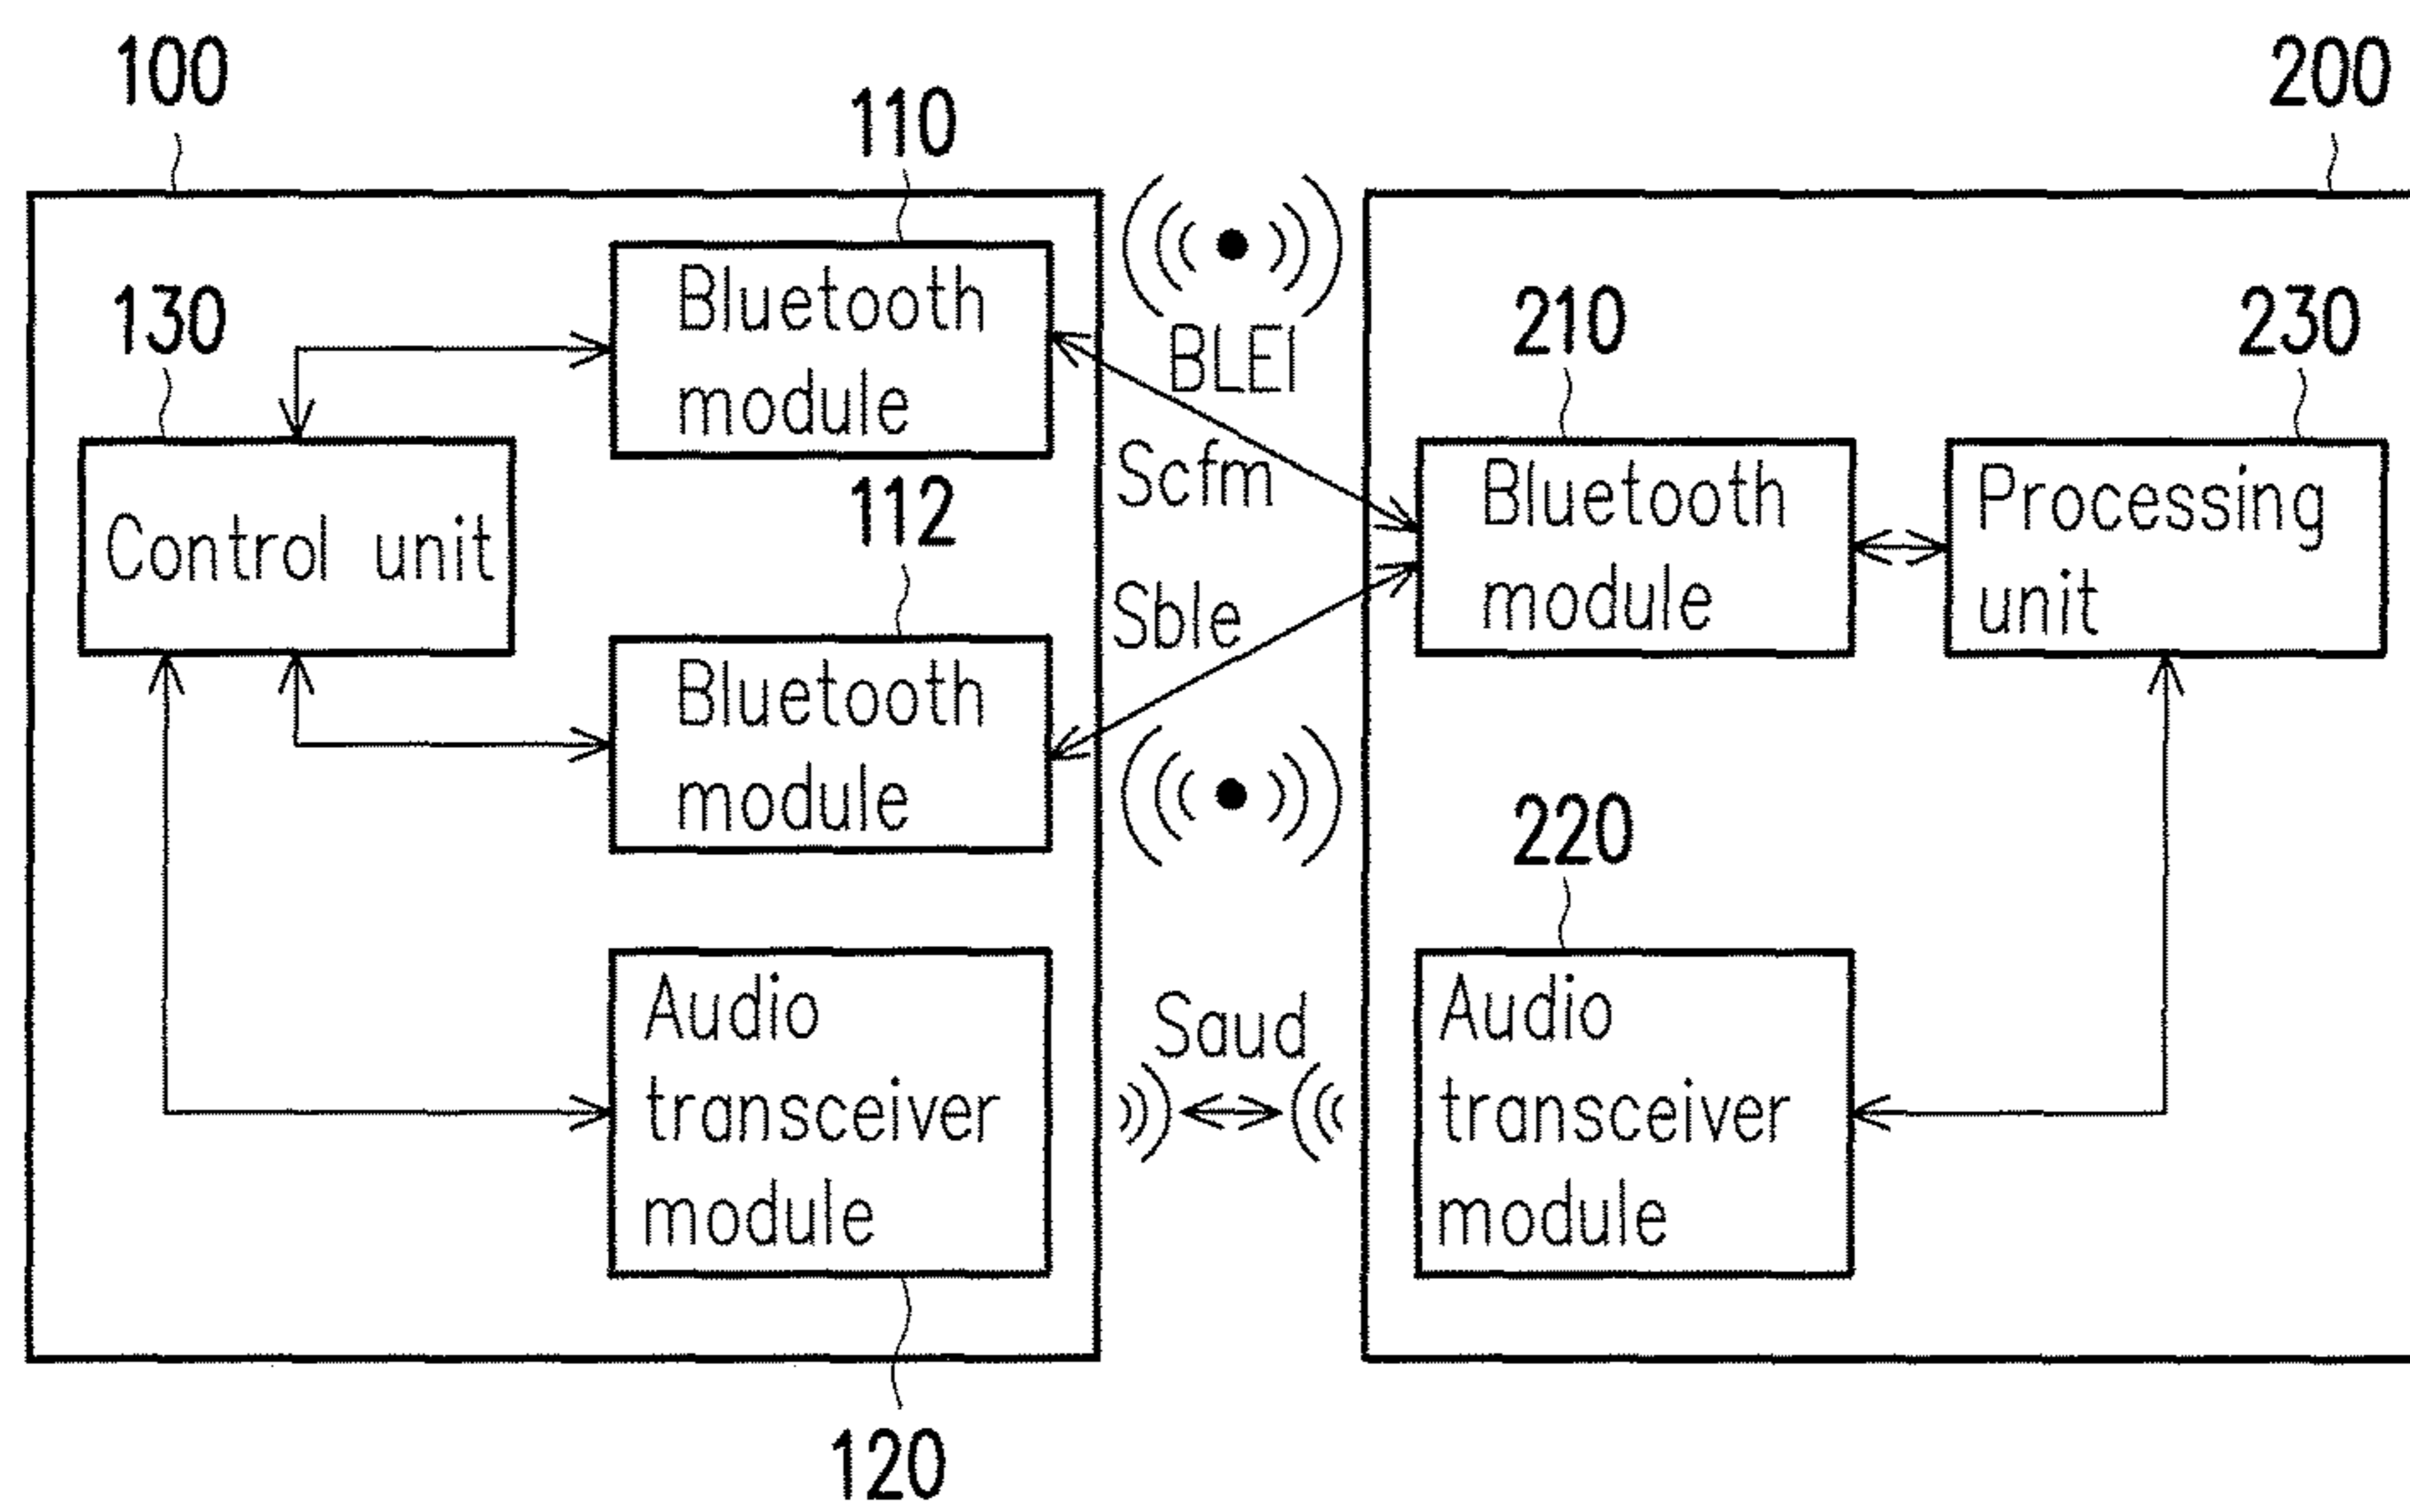 100
200
110
130
Bluetooth
module
BLEI
210
230
Scfm
112
Control unit
Bluetooth
module
Processing
unit
Sble
Bluetooth
module
220
Audio
transceiver
module
Saud
Audio
transceiver
module
120